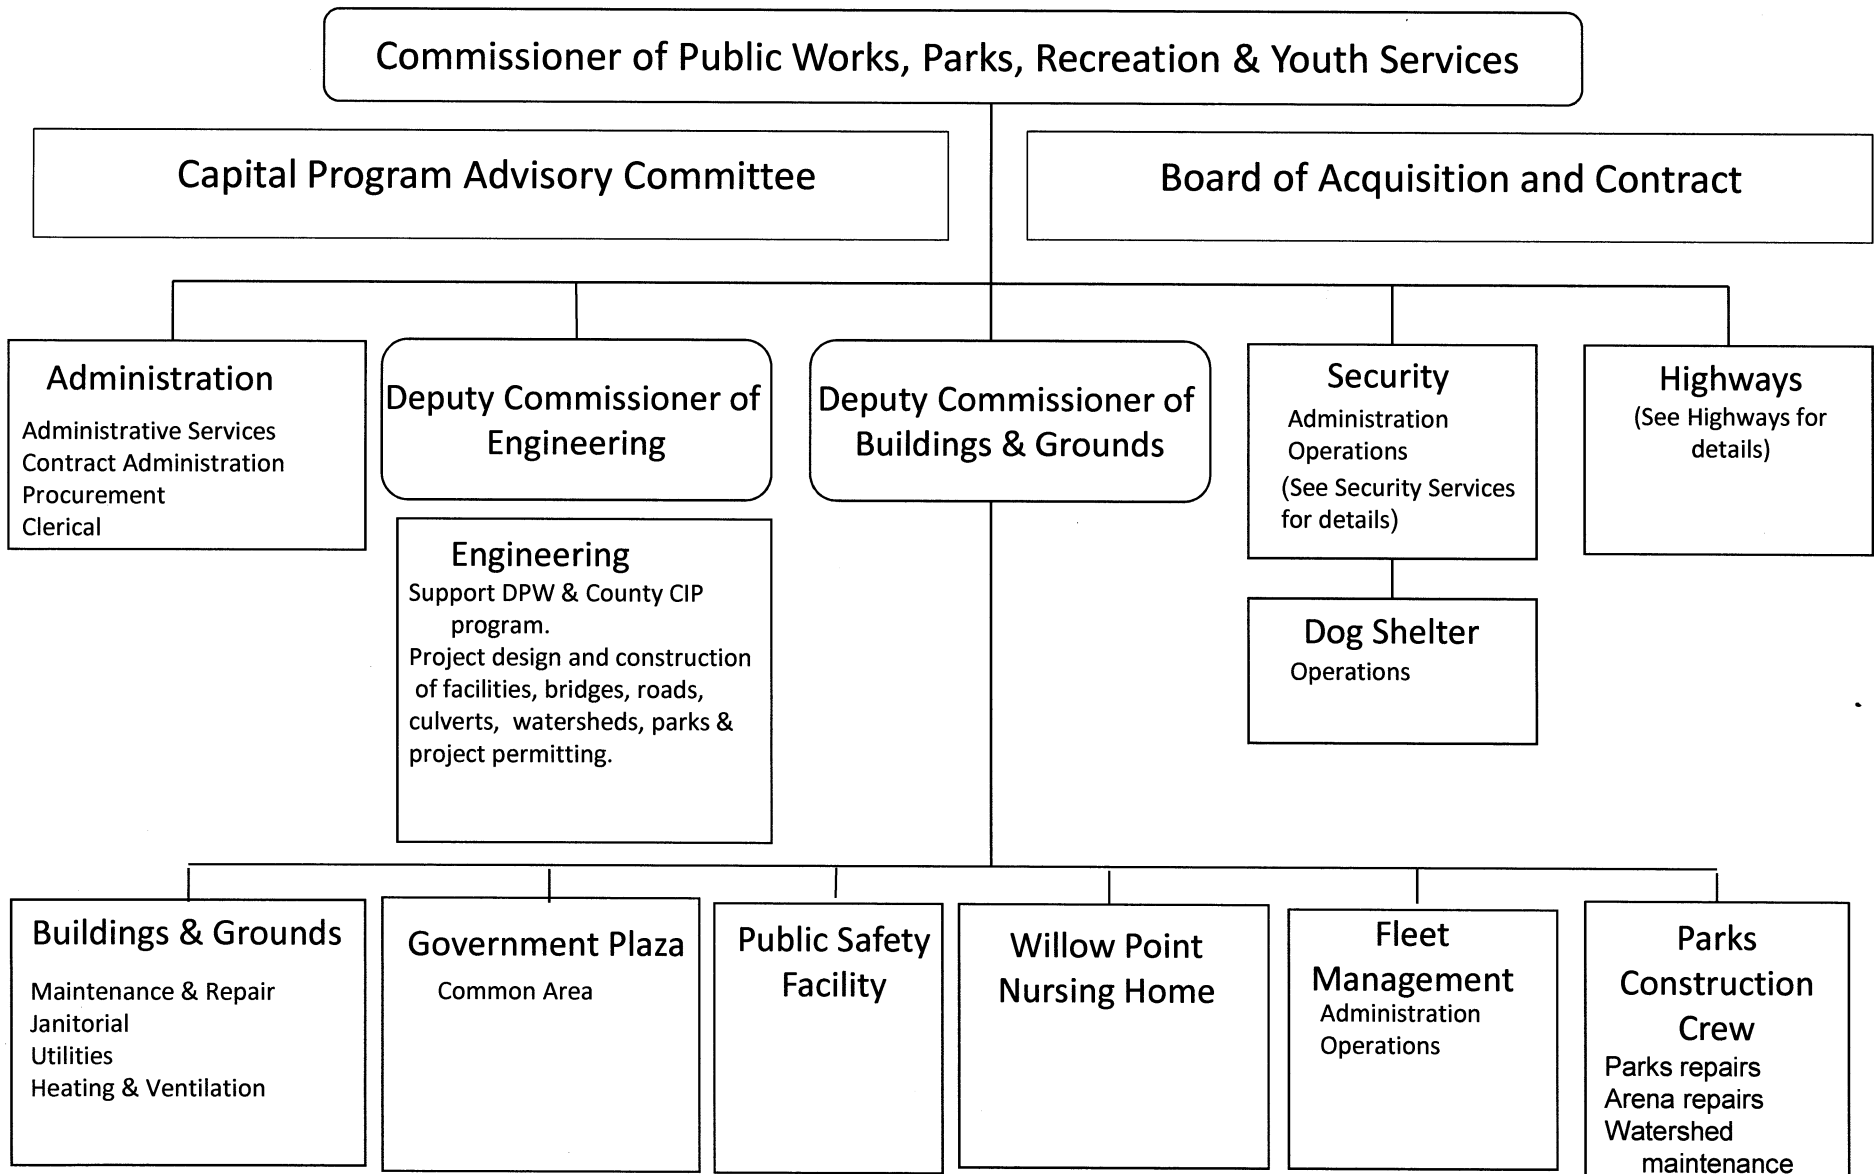 Commissioner of Public Works, Parks, Recreation & Youth Services
Capital Program Advisory Committee
Board of Acquisition and Contract
Administration
Administrative Services
Contract Administration
Procurement
Clerical
Deputy Commissioner of
Engineering
Deputy Commissioner of
Buildings & Grounds
Security
Administration
Operations
(See Security Services
for details)
Highways
(See Highways for
details)
Engineering
Support DPW & County CIP
program.
Project design and construction
of facilities, bridges, roads,
culverts, watersheds, parks &
project permitting.
Dog Shelter
Operations
Buildings & Grounds
Maintenance & Repair
Janitorial
Utilities
Heating & Ventilation
Government Plaza
Common Area
Public Safety
Facility
Willow Point
Nursing Home
Fleet
Management
Administration
Operations
Parks
Construction
Crew
Parks repairs
Arena repairs
Watershed
maintenance